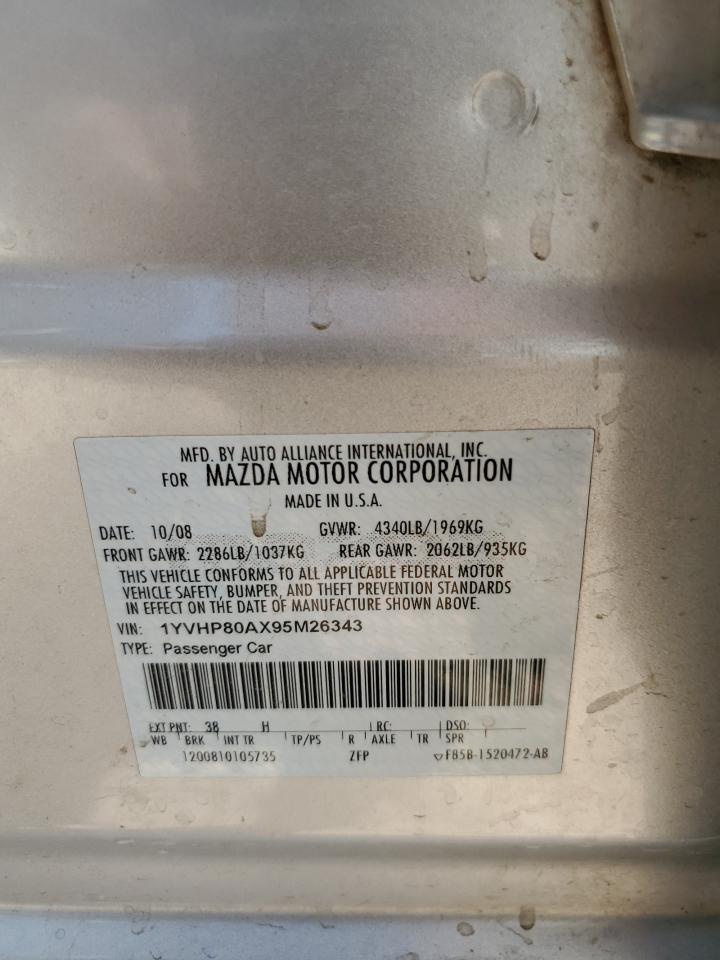 MFD. BY AUTO ALLIANCE INTERNATIONAL, INC.
FOR MAZDA MOTOR CORPORATION
MADE IN U.S.A.
DATE: 10/08 GVWR: 4340LB/1969KG
FRONT GAWR: 2286LB/1037KG REAR GAWR: 2062LB/935KG
THIS VEHICLE CONFORMS TO ALL APPLICABLE FEDERAL MOTOR
VEHICLE SAFETY, BUMPER, AND THEFT PREVENTION STANDARDS
IN EFFECT ON THE DATE OF MANUFACTURE SHOWN ABOVE.
VIN: 1YVHP80AX95M26343
TYPE: Passenger Car
EXT PNT: 38 H RC: DSO:
WB BRK INT TR TP/PS R AXLE TR SPR
1200810105735 ZFP F85B-1520472-AB